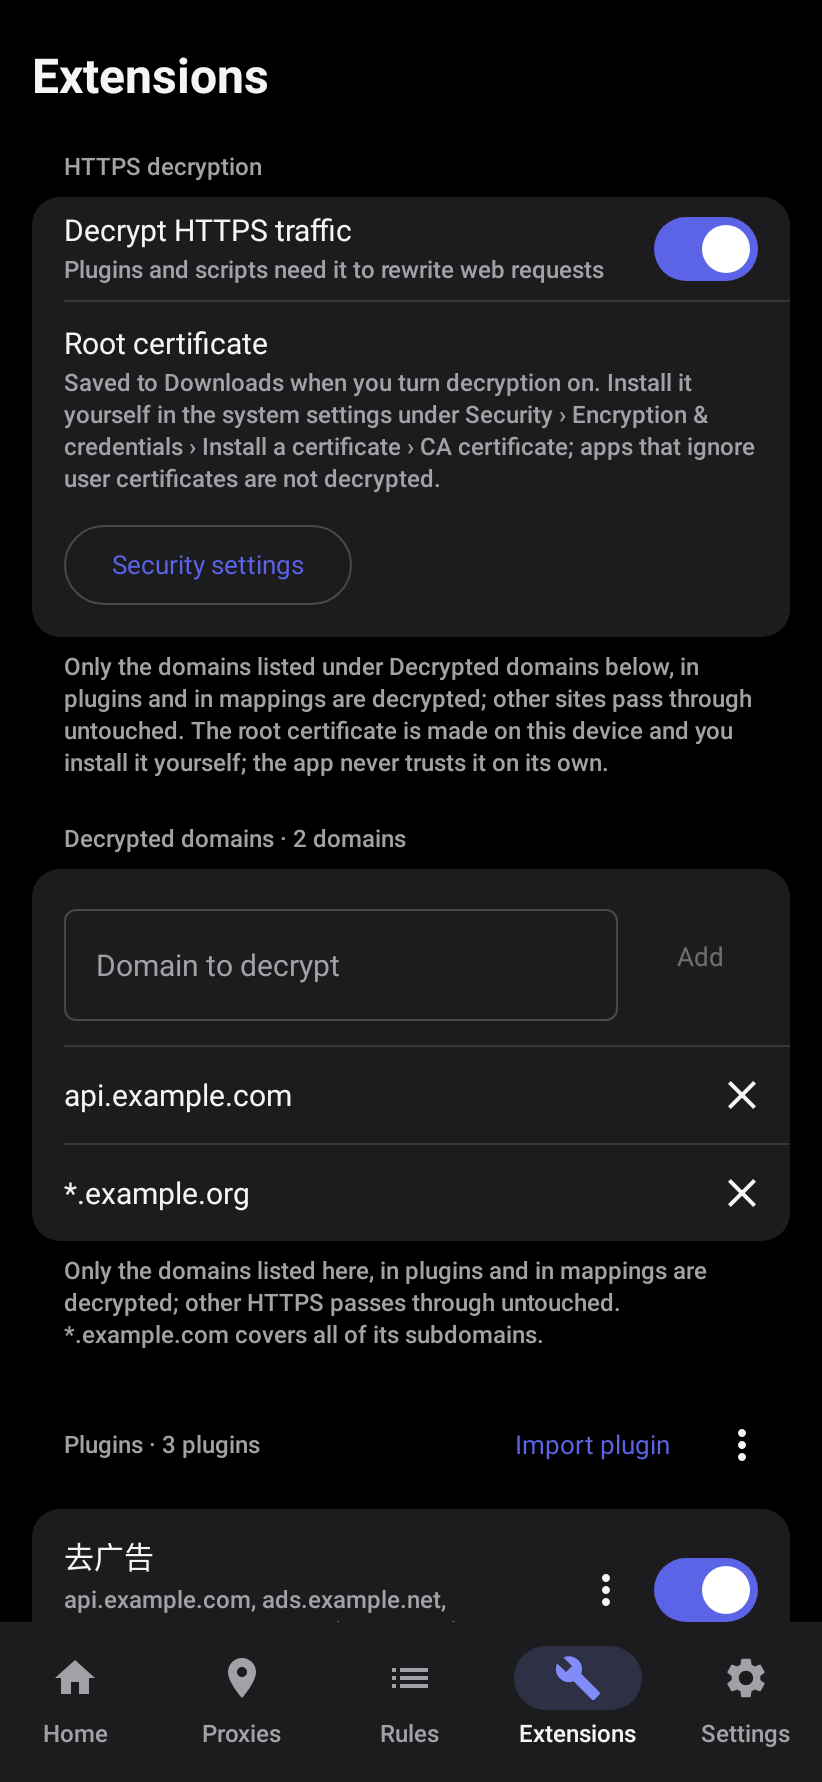 Extensions
HTTPS decryption
Decrypt HTTPS traffic
Plugins and scripts need it to rewrite web requests
Root certificate
Saved to Downloads when you turn decryption on. Install it
yourself in the system settings under Security › Encryption &
credentials › Install a certificate › CA certificate; apps that ignore
user certificates are not decrypted.
Security settings
Only the domains listed under Decrypted domains below, in
plugins and in mappings are decrypted; other sites pass through
untouched. The root certificate is made on this device and you
install it yourself; the app never trusts it on its own.
Decrypted domains · 2 domains
Domain to decrypt
Add
api.example.com
*.example.org
Only the domains listed here, in plugins and in mappings are
decrypted; other HTTPS passes through untouched.
*.example.com covers all of its subdomains.
Plugins · 3 plugins
Import plugin
去广告
api.example.com, ads.example.net,
Home
Proxies
Rules
Extensions
Settings